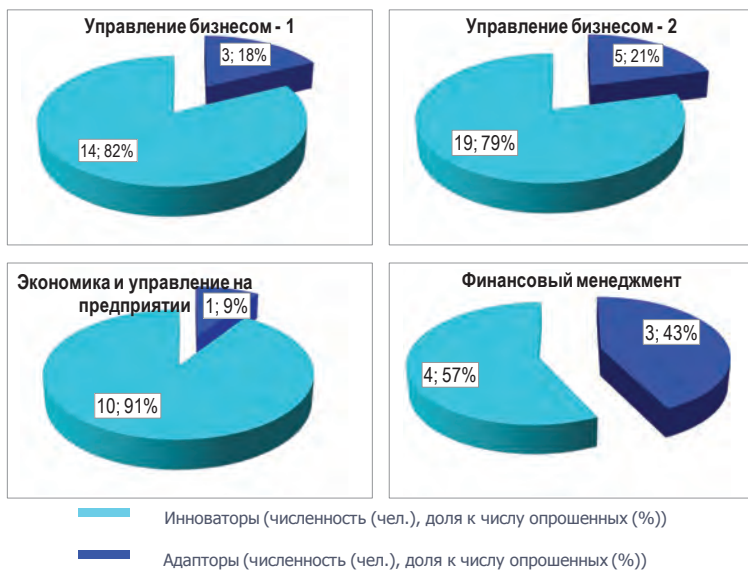 Управление бизнесом - 1
3; 18%
14; 82%
Управление бизнесом - 2
5; 21%
19; 79%
Экономика и управление на
предприятии
1; 9%
10; 91%
Финансовый менеджмент
3; 43%
4; 57%
Инноваторы (численность (чел.), доля к числу опрошенных (%))
Адапторы (численность (чел.), доля к числу опрошенных (%))